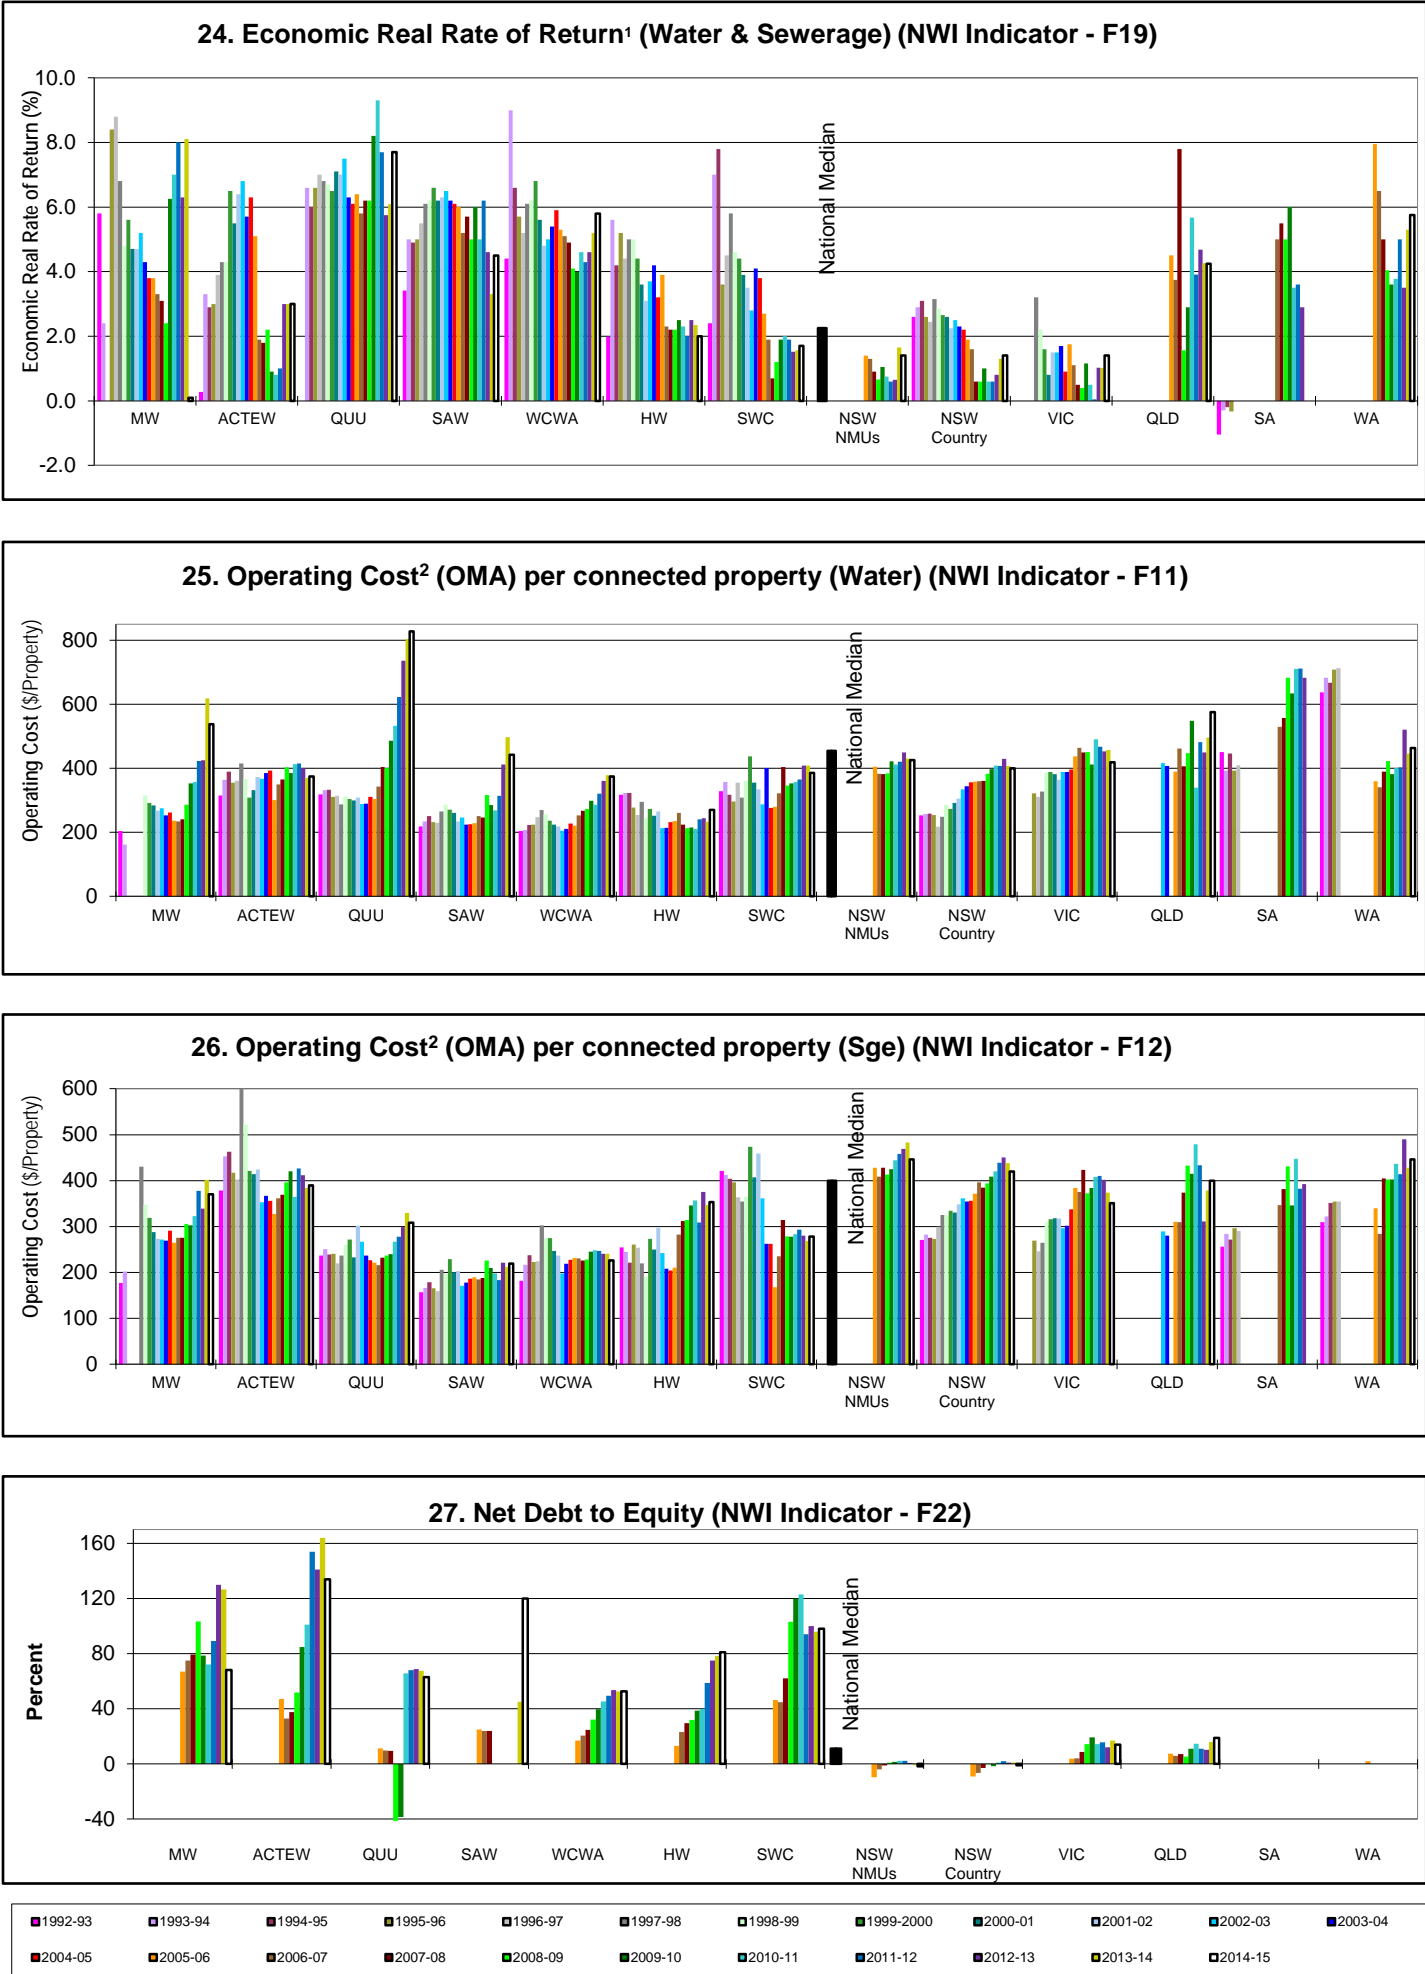 24. Economic Real Rate of Return¹ (Water & Sewerage) (NWI Indicator - F19)
Economic Real Rate of Return (%)
10.0
8.0
6.0
4.0
2.0
0.0
-2.0
National Median
MW ACTEW QUU SAW WCWA HW SWC NSW NMUs NSW Country VIC QLD SA WA
25. Operating Cost² (OMA) per connected property (Water) (NWI Indicator - F11)
Operating Cost ($/Property)
800
600
400
200
0
National Median
MW ACTEW QUU SAW WCWA HW SWC NSW NMUs NSW Country VIC QLD SA WA
26. Operating Cost² (OMA) per connected property (Sge) (NWI Indicator - F12)
Operating Cost ($/Property)
600
500
400
300
200
100
0
National Median
MW ACTEW QUU SAW WCWA HW SWC NSW NMUs NSW Country VIC QLD SA WA
27. Net Debt to Equity (NWI Indicator - F22)
Percent
160
120
80
40
0
-40
National Median
MW ACTEW QUU SAW WCWA HW SWC NSW NMUs NSW Country VIC QLD SA WA
1992-93 1993-94 1994-95 1995-96 1996-97 1997-98 1998-99 1999-2000 2000-01 2001-02 2002-03 2003-04
2004-05 2005-06 2006-07 2007-08 2008-09 2009-10 2010-11 2011-12 2012-13 2013-14 2014-15